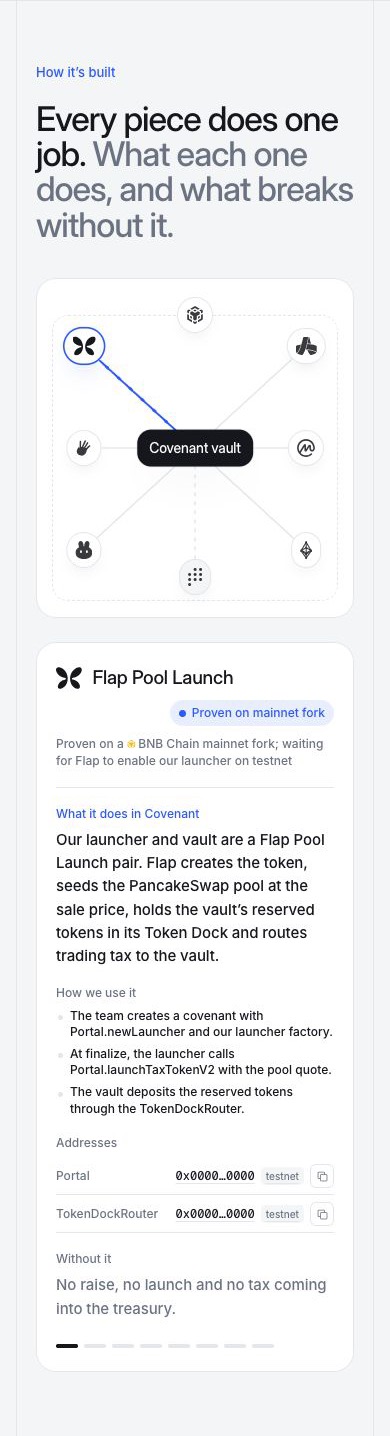 How it's built
Every piece does one
job. What each one
does, and what breaks
without it.
Covenant vault
Flap Pool Launch
Proven on mainnet fork
Proven on a BNB Chain mainnet fork; waiting
for Flap to enable our launcher on testnet
What it does in Covenant
Our launcher and vault are a Flap Pool
Launch pair. Flap creates the token,
seeds the PancakeSwap pool at the
sale price, holds the vault's reserved
tokens in its Token Dock and routes
trading tax to the vault.
How we use it
The team creates a covenant with
Portal.newLauncher and our launcher factory.
At finalize, the launcher calls
Portal.launchTaxTokenV2 with the pool quote.
The vault deposits the reserved tokens
through the TokenDockRouter.
Addresses
Portal 0x0000…0000 testnet
TokenDockRouter 0x0000…0000 testnet
Without it
No raise, no launch and no tax coming
into the treasury.